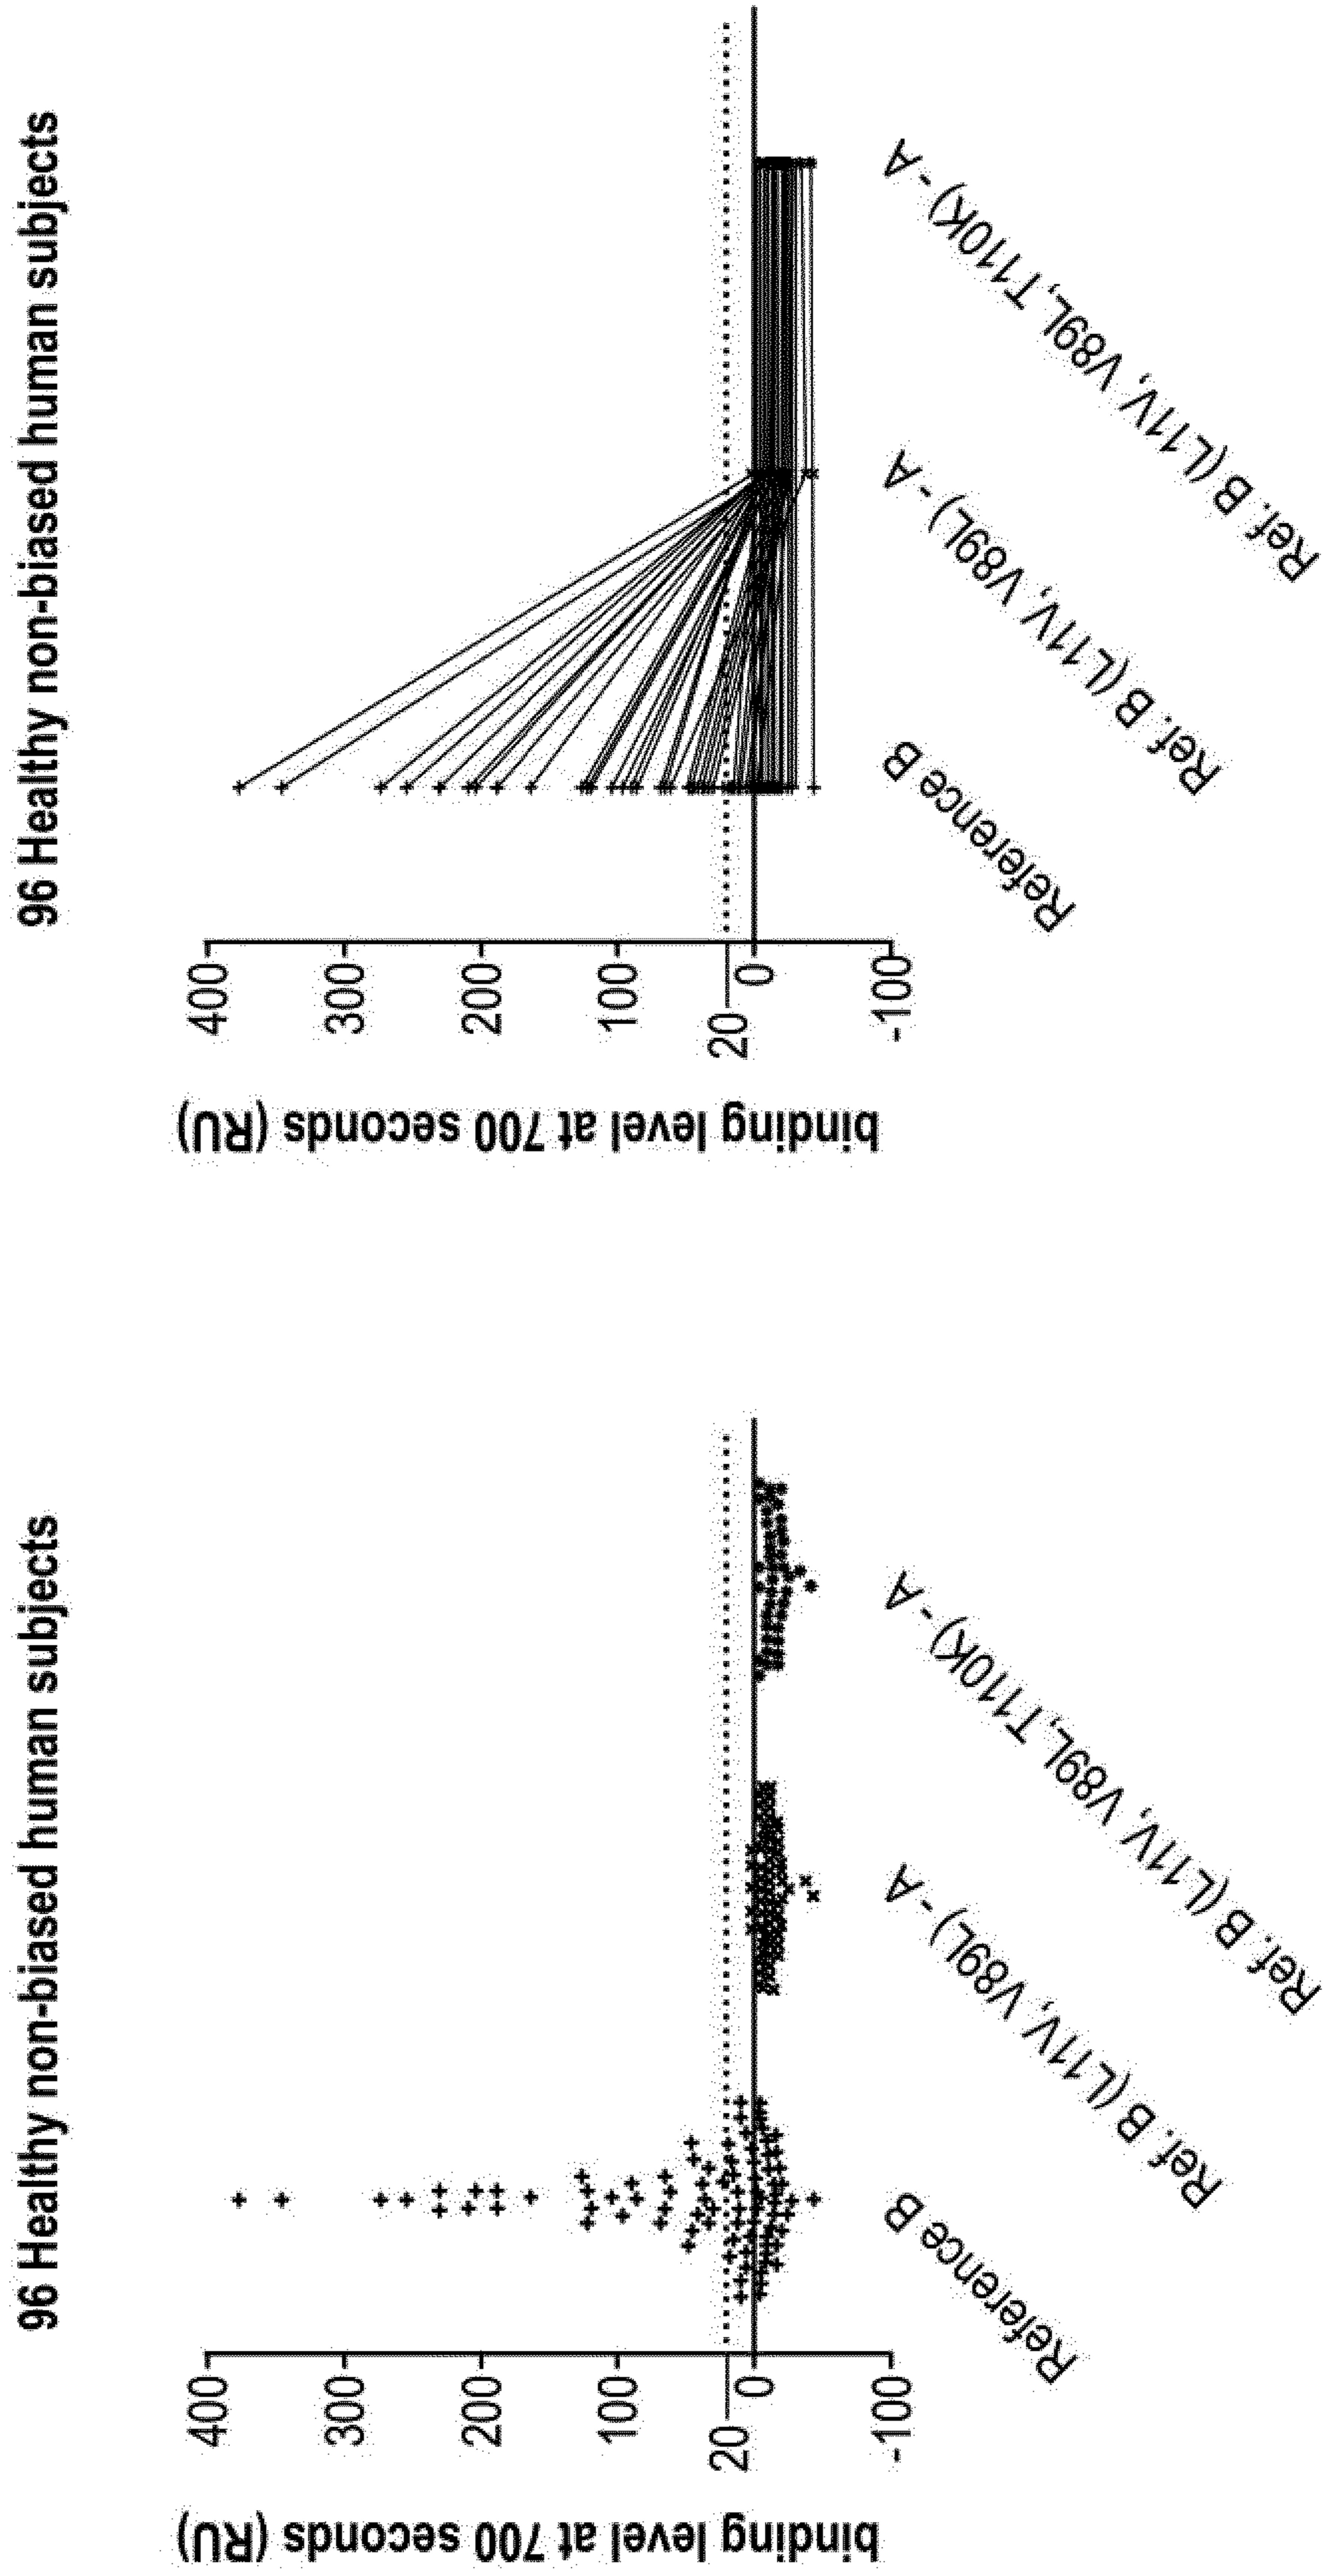 96 Healthy non-biased human subjects
binding level at 700 seconds (RU)
400
300
200
100
20
0
-100
Reference B
Ref. B (L11V, V89L) - A
Ref. B (L11V, V89L, T110K) - A
96 Healthy non-biased human subjects
binding level at 700 seconds (RU)
400
300
200
100
20
0
-100
Reference B
Ref. B (L11V, V89L) - A
Ref. B (L11V, V89L, T110K) - A